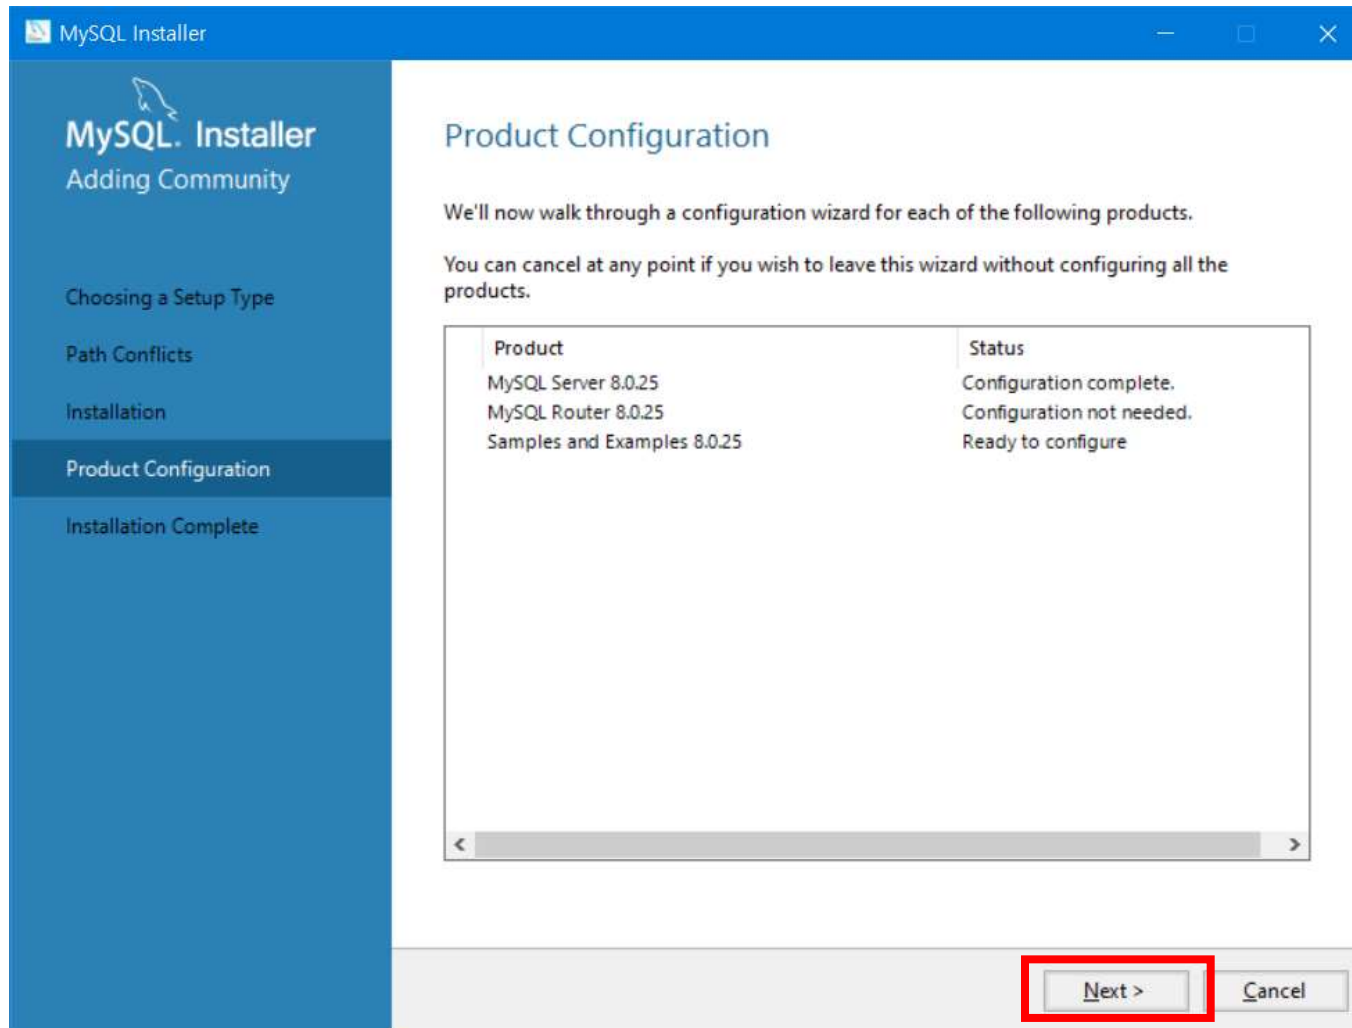 MySQL Installer
MySQL. Installer
Adding Community
Choosing a Setup Type
Path Conflicts
Installation
Product Configuration
Installation Complete
Product Configuration
We'll now walk through a configuration wizard for each of the following products.
You can cancel at any point if you wish to leave this wizard without configuring all the
products.
Product Status
MySQL Server 8.0.25 Configuration complete.
MySQL Router 8.0.25 Configuration not needed.
Samples and Examples 8.0.25 Ready to configure
Next > Cancel